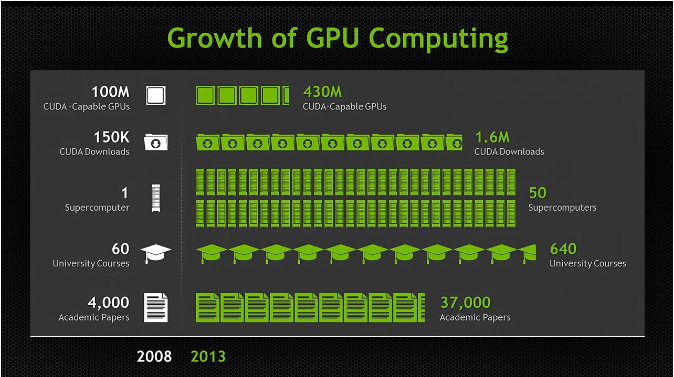 Growth of GPU Computing
100M
CUDA -Capable GPUs
430M
CUDA-Capable GPUs
150K
CUDA Downloads
1.6M
CUDA Downloads
1
Supercomputer
50
Supercomputers
60
University Courses
640
University Courses
4,000
Academic Papers
37,000
Academic Papers
2008 2013